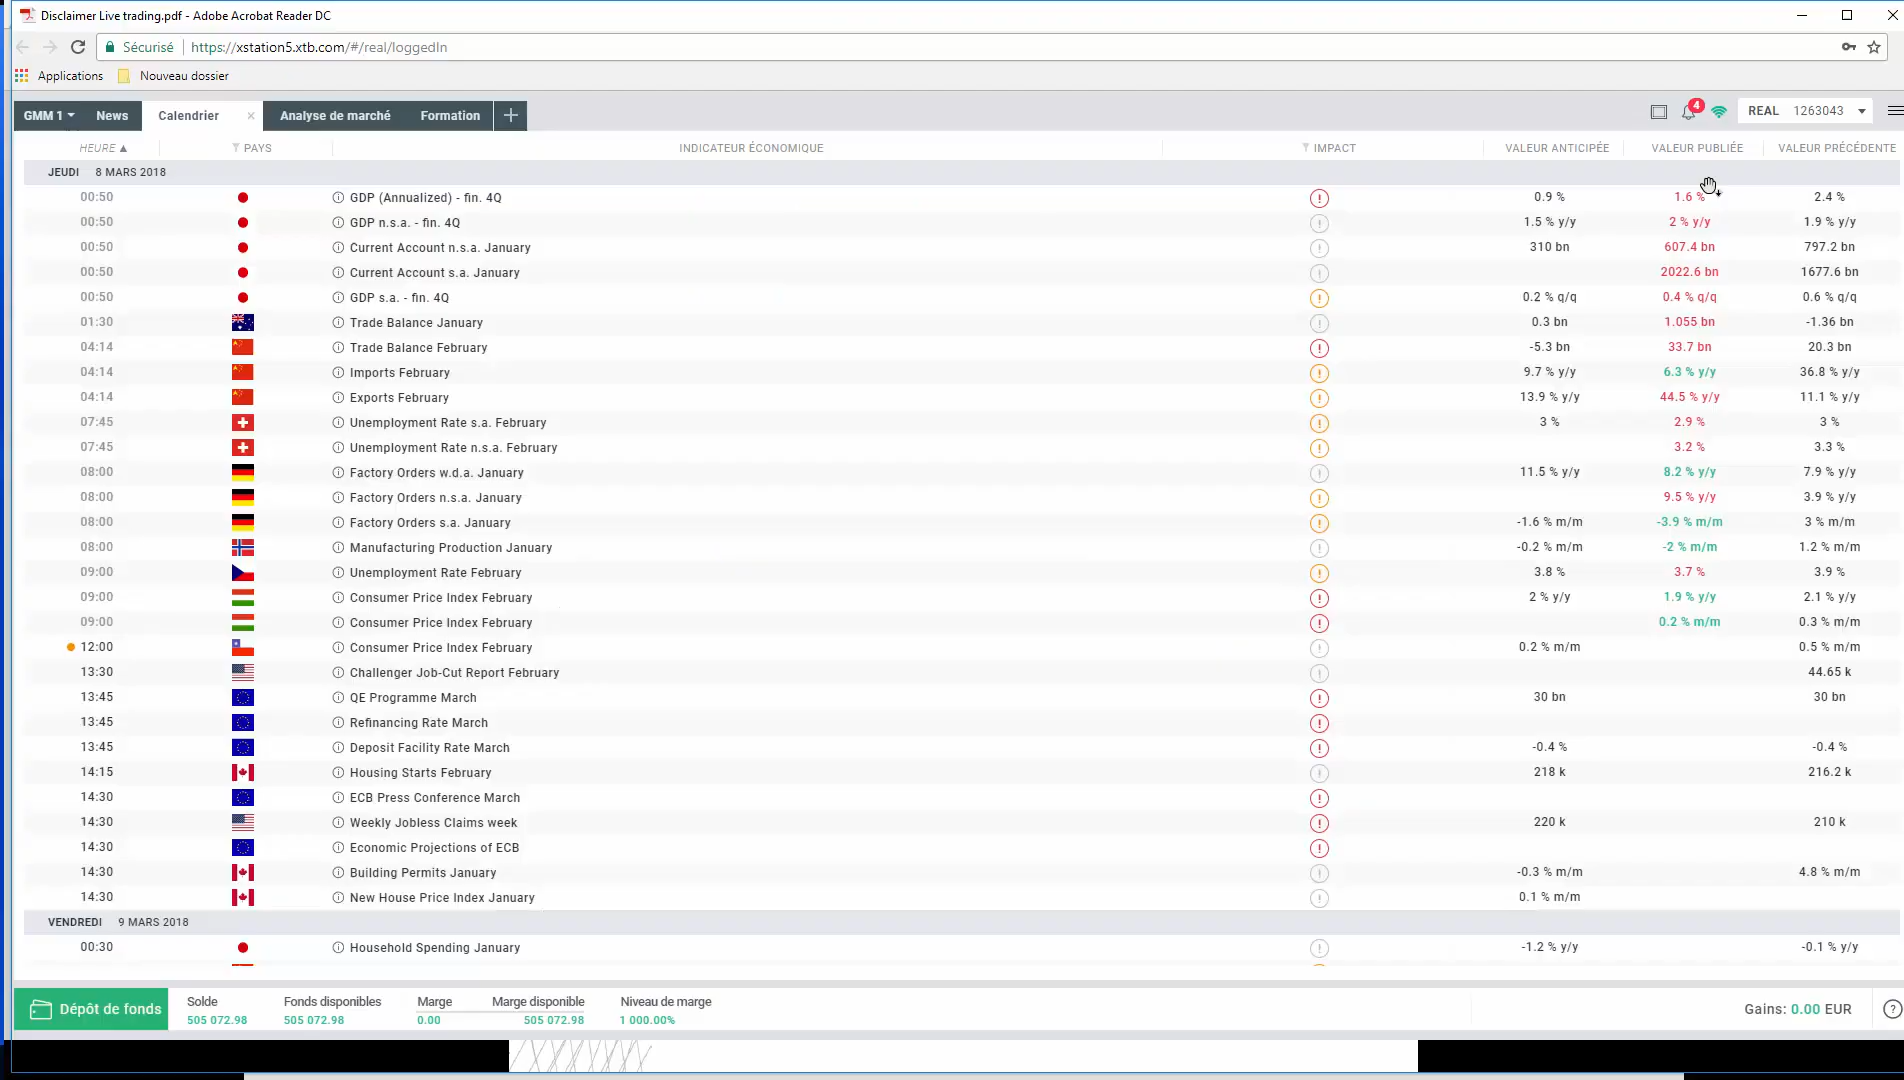 Disclaimer Live trading.pdf - Adobe Acrobat Reader DC
Sécurisé https://xstation5.xtb.com/#/real/loggedIn
Applications Nouveau dossier
GMM 1 News Calendrier × Analyse de marché Formation + 4 REAL 1263043
HEURE ▲ PAYS INDICATEUR ÉCONOMIQUE IMPACT VALEUR ANTICIPÉE VALEUR PUBLIÉE VALEUR PRÉCÉDENTE
JEUDI 8 MARS 2018
00:50 GDP (Annualized) - fin. 4Q 0.9 % 1.6 % 2.4 %
00:50 GDP n.s.a. - fin. 4Q 1.5 % y/y 2 % y/y 1.9 % y/y
00:50 Current Account n.s.a. January 310 bn 607.4 bn 797.2 bn
00:50 Current Account s.a. January 2022.6 bn 1677.6 bn
00:50 GDP s.a. - fin. 4Q 0.2 % q/q 0.4 % q/q 0.6 % q/q
01:30 Trade Balance January 0.3 bn 1.055 bn -1.36 bn
04:14 Trade Balance February -5.3 bn 33.7 bn 20.3 bn
04:14 Imports February 9.7 % y/y 6.3 % y/y 36.8 % y/y
04:14 Exports February 13.9 % y/y 44.5 % y/y 11.1 % y/y
07:45 Unemployment Rate s.a. February 3 % 2.9 % 3 %
07:45 Unemployment Rate n.s.a. February 3.2 % 3.3 %
08:00 Factory Orders w.d.a. January 11.5 % y/y 8.2 % y/y 7.9 % y/y
08:00 Factory Orders n.s.a. January 9.5 % y/y 3.9 % y/y
08:00 Factory Orders s.a. January -1.6 % m/m -3.9 % m/m 3 % m/m
08:00 Manufacturing Production January -0.2 % m/m -2 % m/m 1.2 % m/m
09:00 Unemployment Rate February 3.8 % 3.7 % 3.9 %
09:00 Consumer Price Index February 2 % y/y 1.9 % y/y 2.1 % y/y
09:00 Consumer Price Index February 0.2 % m/m 0.3 % m/m
12:00 Consumer Price Index February 0.2 % m/m 0.5 % m/m
13:30 Challenger Job-Cut Report February 44.65 k
13:45 QE Programme March 30 bn 30 bn
13:45 Refinancing Rate March
13:45 Deposit Facility Rate March -0.4 % -0.4 %
14:15 Housing Starts February 218 k 216.2 k
14:30 ECB Press Conference March
14:30 Weekly Jobless Claims week 220 k 210 k
14:30 Economic Projections of ECB
14:30 Building Permits January -0.3 % m/m 4.8 % m/m
14:30 New House Price Index January 0.1 % m/m
VENDREDI 9 MARS 2018
00:30 Household Spending January -1.2 % y/y -0.1 % y/y
Dépôt de fonds Solde Fonds disponibles Marge Marge disponible Niveau de marge Gains: 0.00 EUR
505 072.98 505 072.98 0.00 505 072.98 1 000.00%